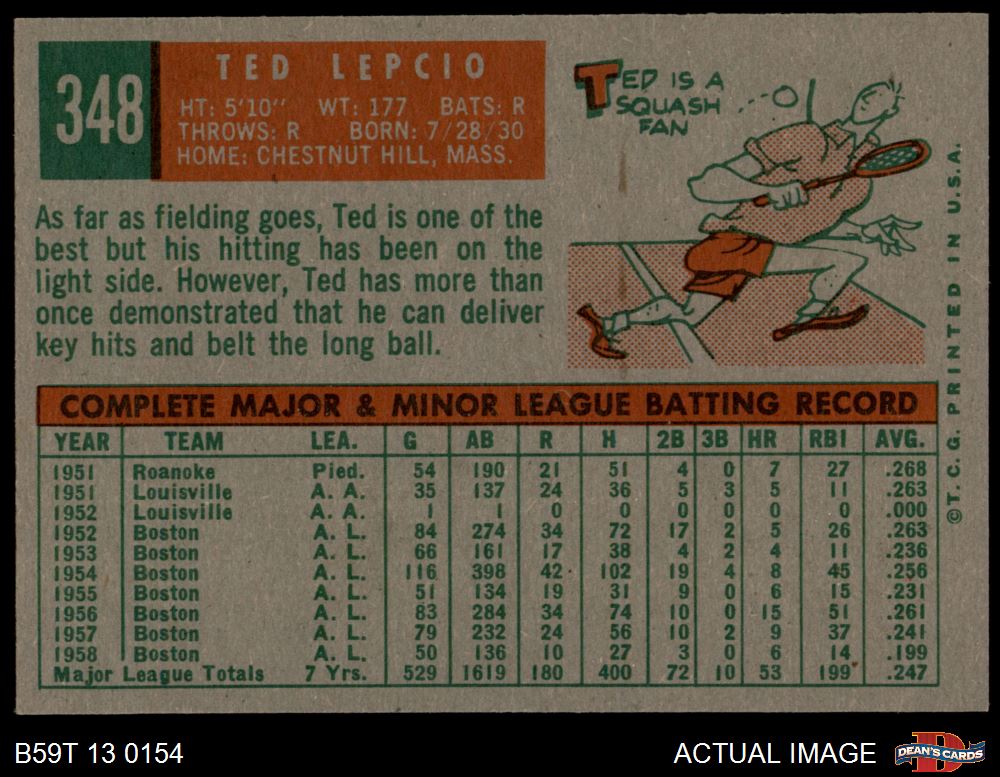 348
TED LEPCIO
HT: 5'10" WT: 177 BATS: R
THROWS: R BORN: 7/28/30
HOME: CHESTNUT HILL, MASS.
TED IS A
SQUASH
FAN
As far as fielding goes, Ted is one of the
best but his hitting has been on the
light side. However, Ted has more than
once demonstrated that he can deliver
key hits and belt the long ball.
COMPLETE MAJOR & MINOR LEAGUE BATTING RECORD
YEAR TEAM LEA. G AB R H 2B 3B HR RBI AVG.
1951 Roanoke Pied. 54 190 21 51 4 0 7 27 .268
1951 Louisville A. A. 35 137 24 36 5 3 5 11 .263
1952 Louisville A. A. 1 1 0 0 0 0 0 0 .000
1952 Boston A. L. 84 274 34 72 17 2 5 26 .263
1953 Boston A. L. 66 161 17 38 4 2 4 11 .236
1954 Boston A. L. 116 398 42 102 19 4 8 45 .256
1955 Boston A. L. 51 134 19 31 9 0 6 15 .231
1956 Boston A. L. 83 284 34 74 10 0 15 51 .261
1957 Boston A. L. 79 232 24 56 10 2 9 37 .241
1958 Boston A. L. 50 136 10 27 3 0 6 14 .199
Major League Totals 7 Yrs. 529 1619 180 400 72 10 53 199 .247
©T. C. G. PRINTED IN U.S.A.
B59T 13 0154
ACTUAL IMAGE
D
DEAN'S CARDS